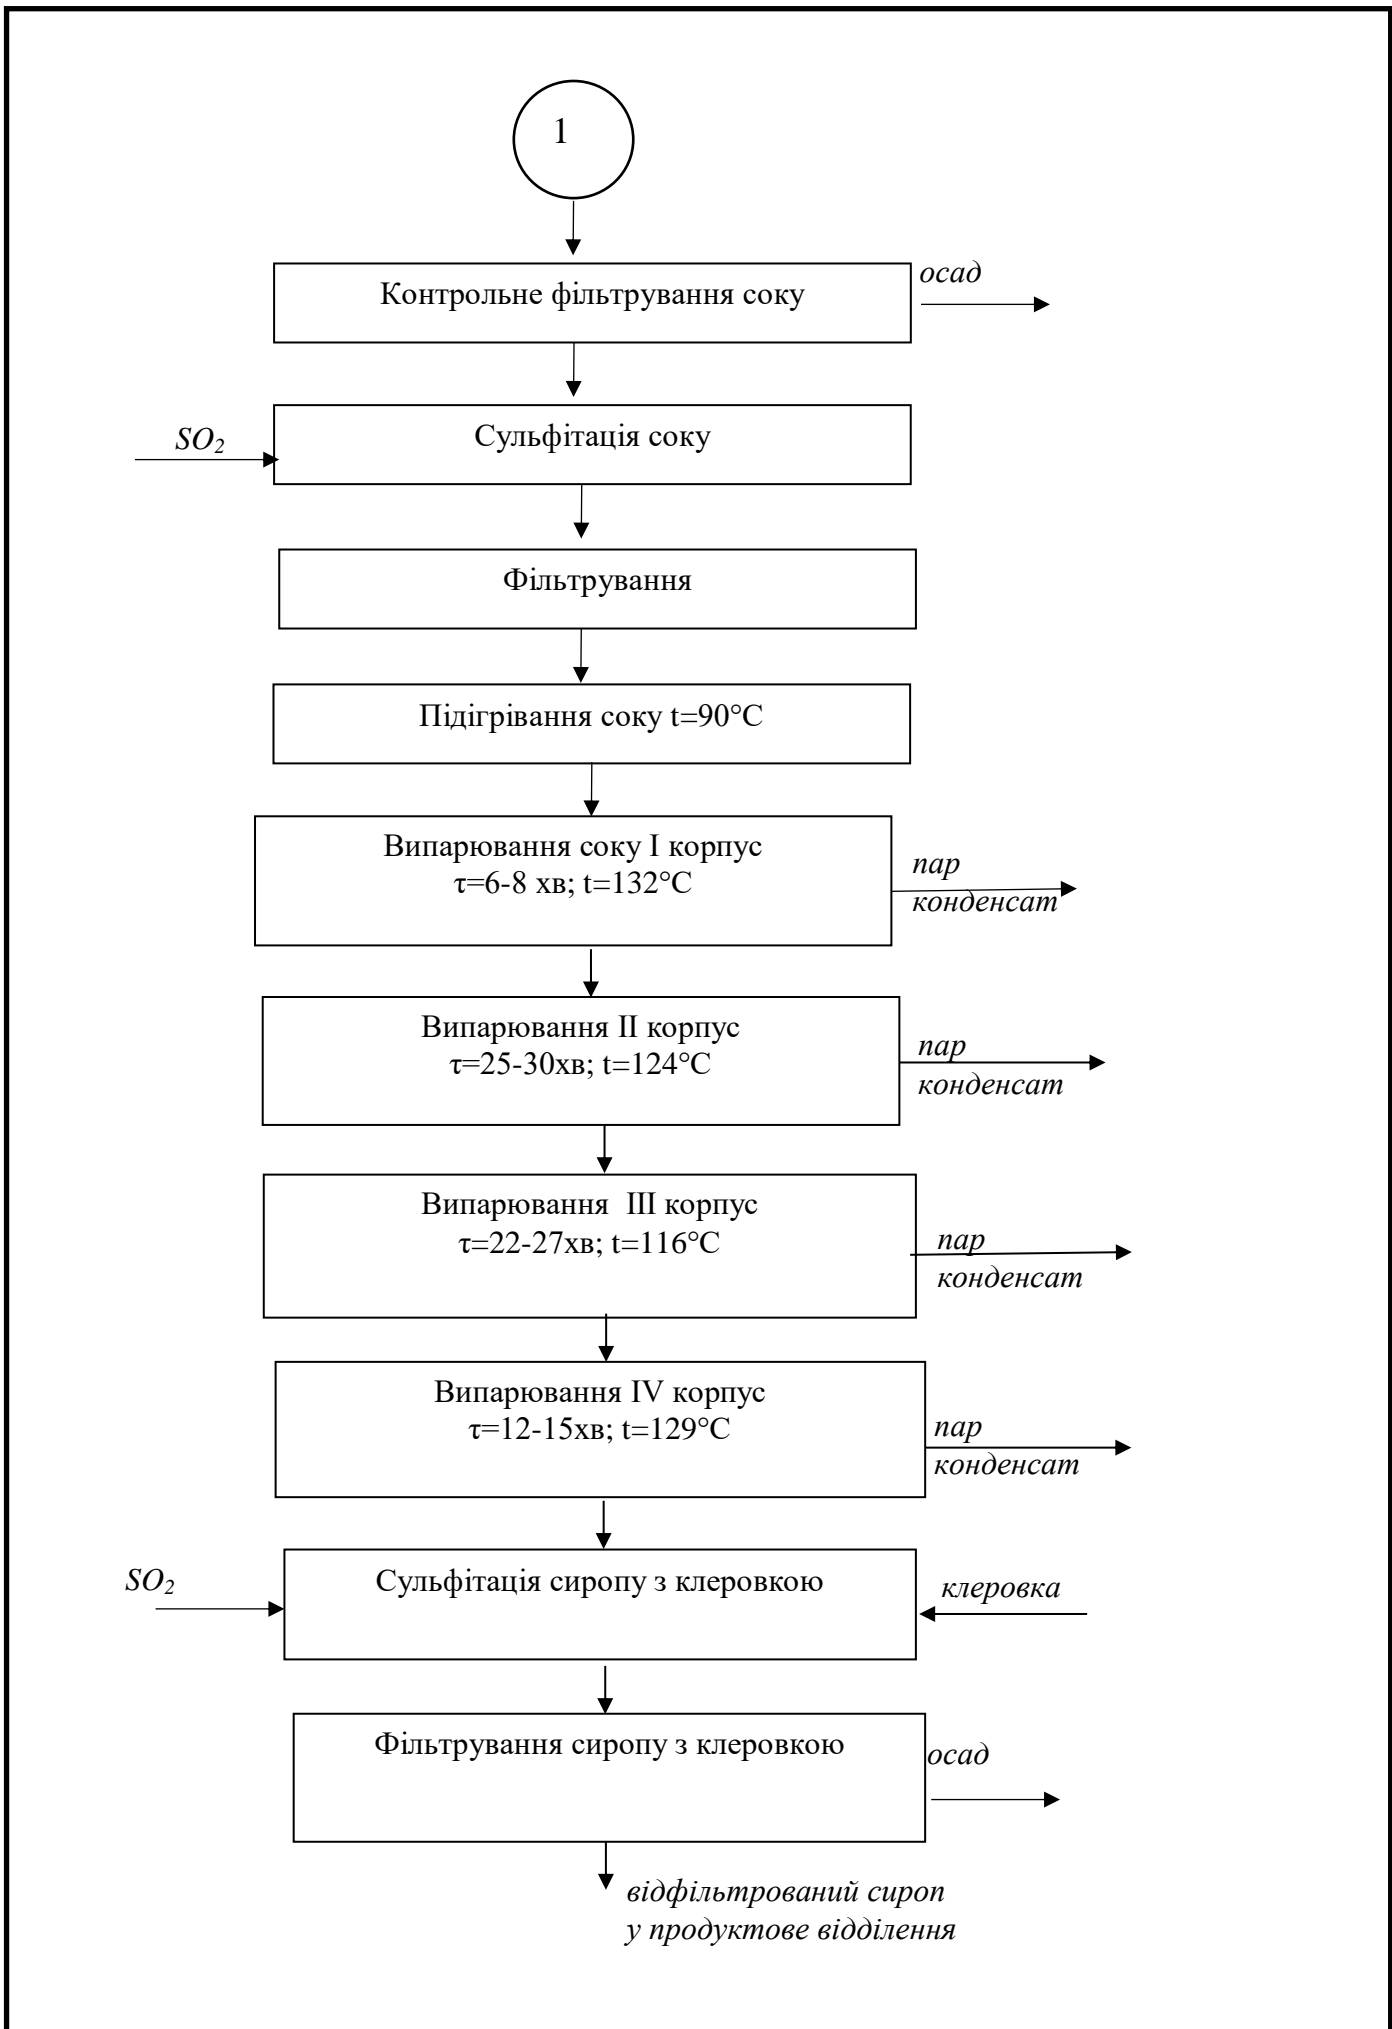 1
Контрольне фільтрування соку
осад
SO₂
Сульфітація соку
Фільтрування
Підігрівання соку t=90°С
Випарювання соку І корпус
τ=6-8 хв; t=132°С
пар
конденсат
Випарювання ІІ корпус
τ=25-30хв; t=124°С
пар
конденсат
Випарювання  ІІІ корпус
τ=22-27хв; t=116°С
пар
конденсат
Випарювання IV корпус
τ=12-15хв; t=129°С
пар
конденсат
SO₂
Сульфітація сиропу з клеровкою
клеровка
Фільтрування сиропу з клеровкою
осад
відфільтрований сироп
у продуктове відділення